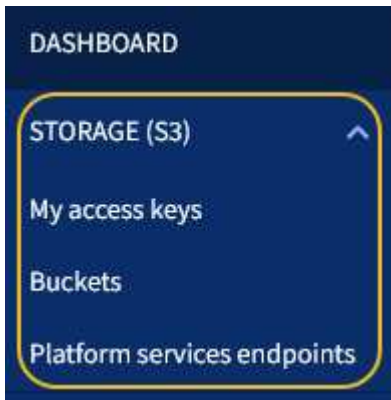 DASHBOARD
STORAGE (S3)
My access keys
Buckets
Platform services endpoints